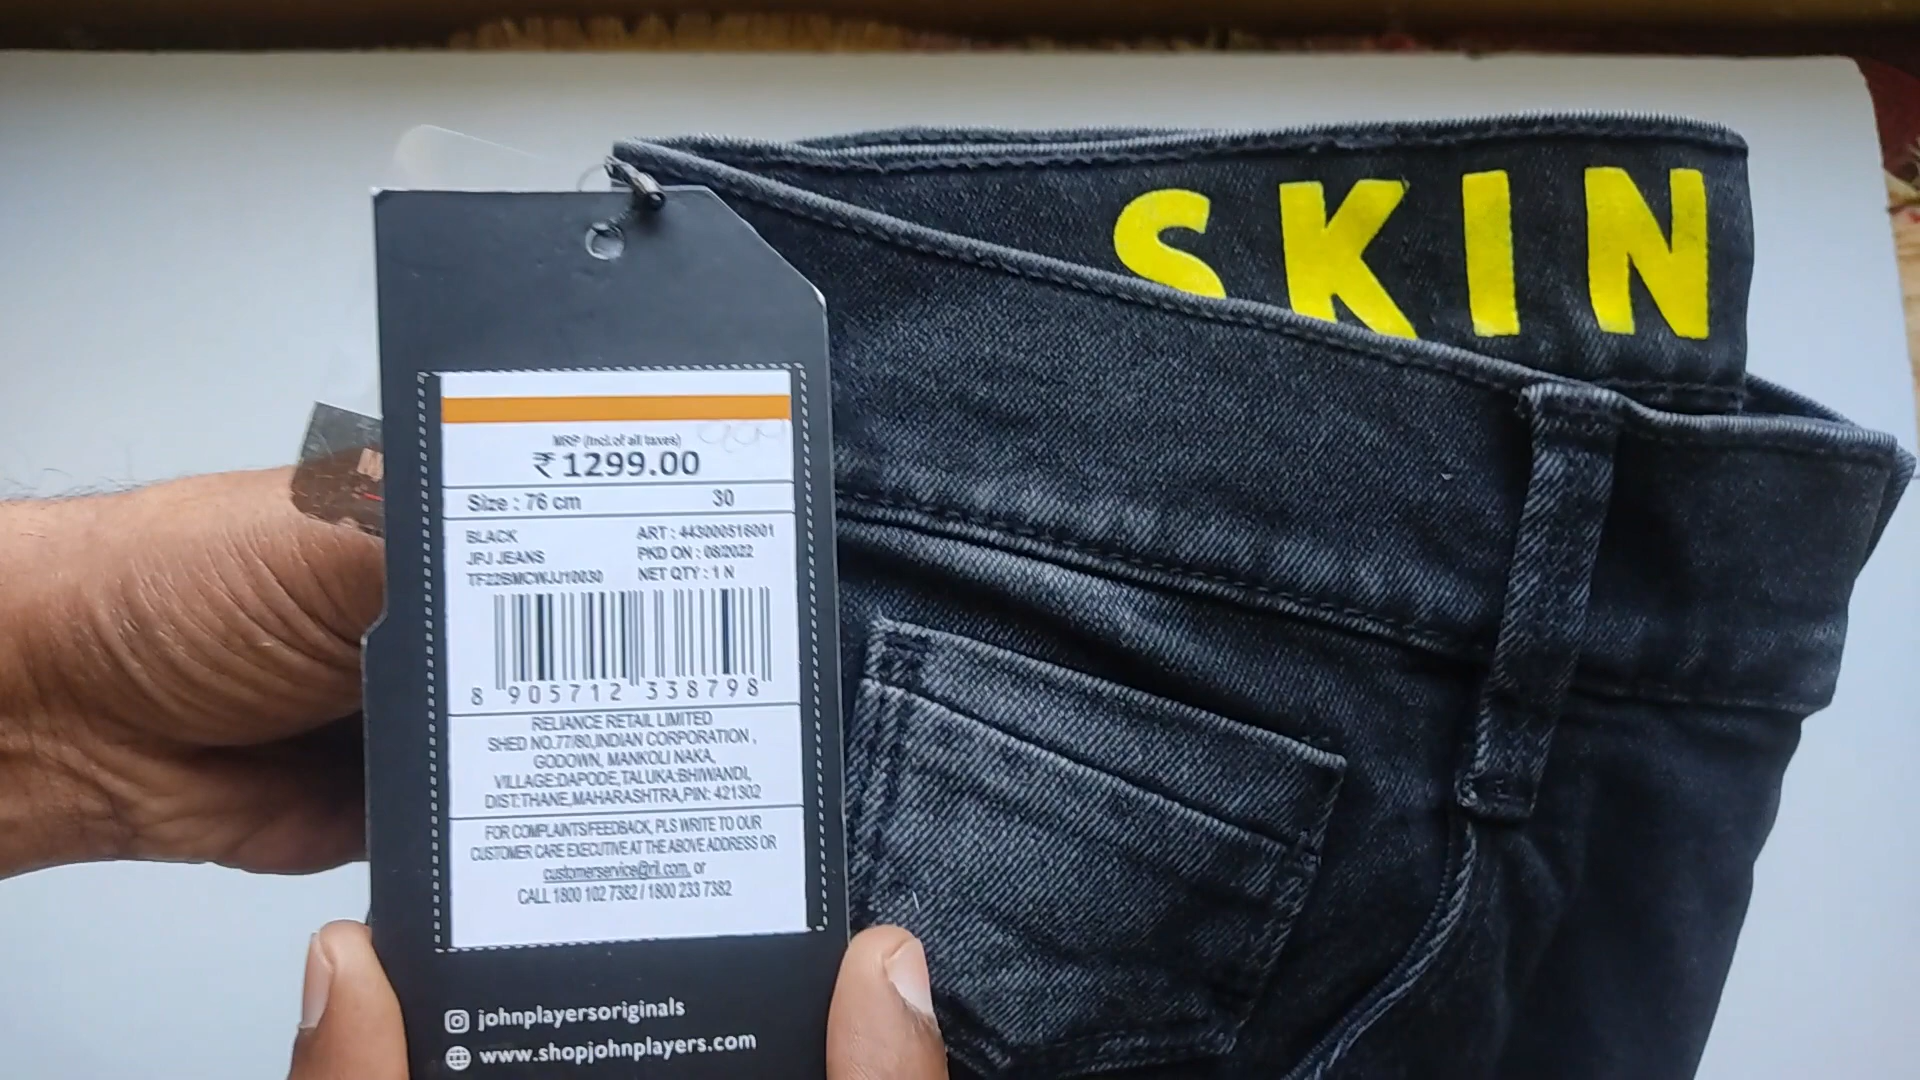 SKIN
MRP (Incl.of all taxes)
₹ 1299.00
Size : 76 cm 30
BLACK ART : 443000516001
JPJ JEANS PKD ON : 08/2022
TF22BMCWJJ10030 NET QTY : 1 N
8 905712 338798
RELIANCE RETAIL LIMITED
SHED NO.77/80,INDIAN CORPORATION ,
GODOWN, MANKOLI NAKA,
VILLAGE:DAPODE,TALUKA:BHIWANDI,
DIST:THANE,MAHARASHTRA,PIN: 421302
FOR COMPLAINTS/FEEDBACK, PLS WRITE TO OUR
CUSTOMER CARE EXECUTIVE AT THE ABOVE ADDRESS OR
customerservice@ril.com, or
CALL 1800 102 7382 / 1800 233 7382
johnplayersoriginals
www.shopjohnplayers.com